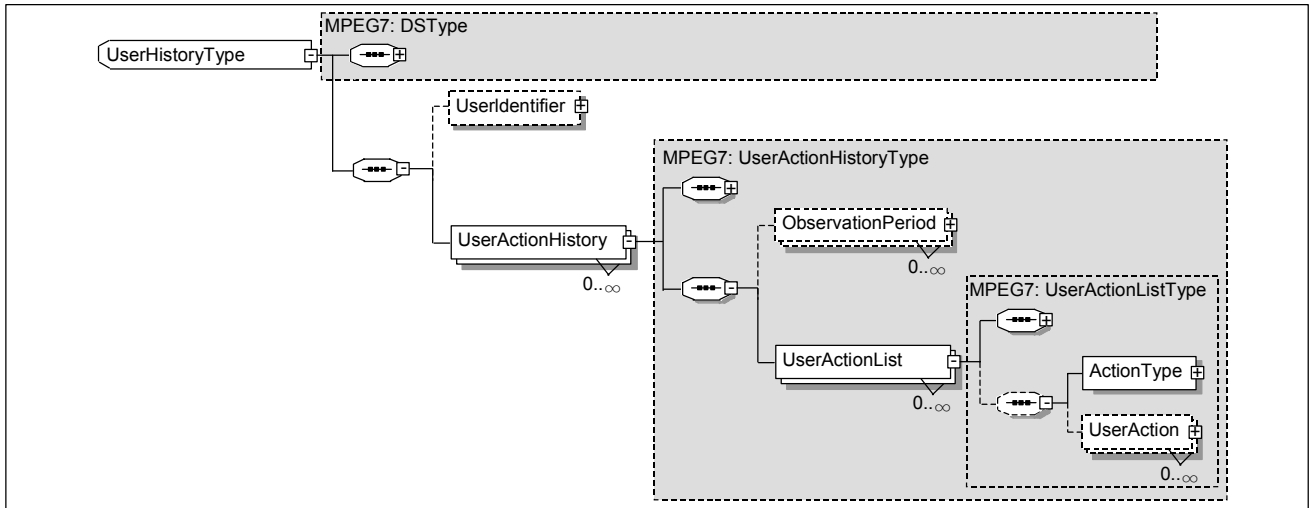 MPEG7: DSType
UserHistoryType
UserIdentifier
MPEG7: UserActionHistoryType
ObservationPeriod
0..∞
UserActionHistory
0..∞
MPEG7: UserActionListType
UserActionList
0..∞
ActionType
UserAction
0..∞